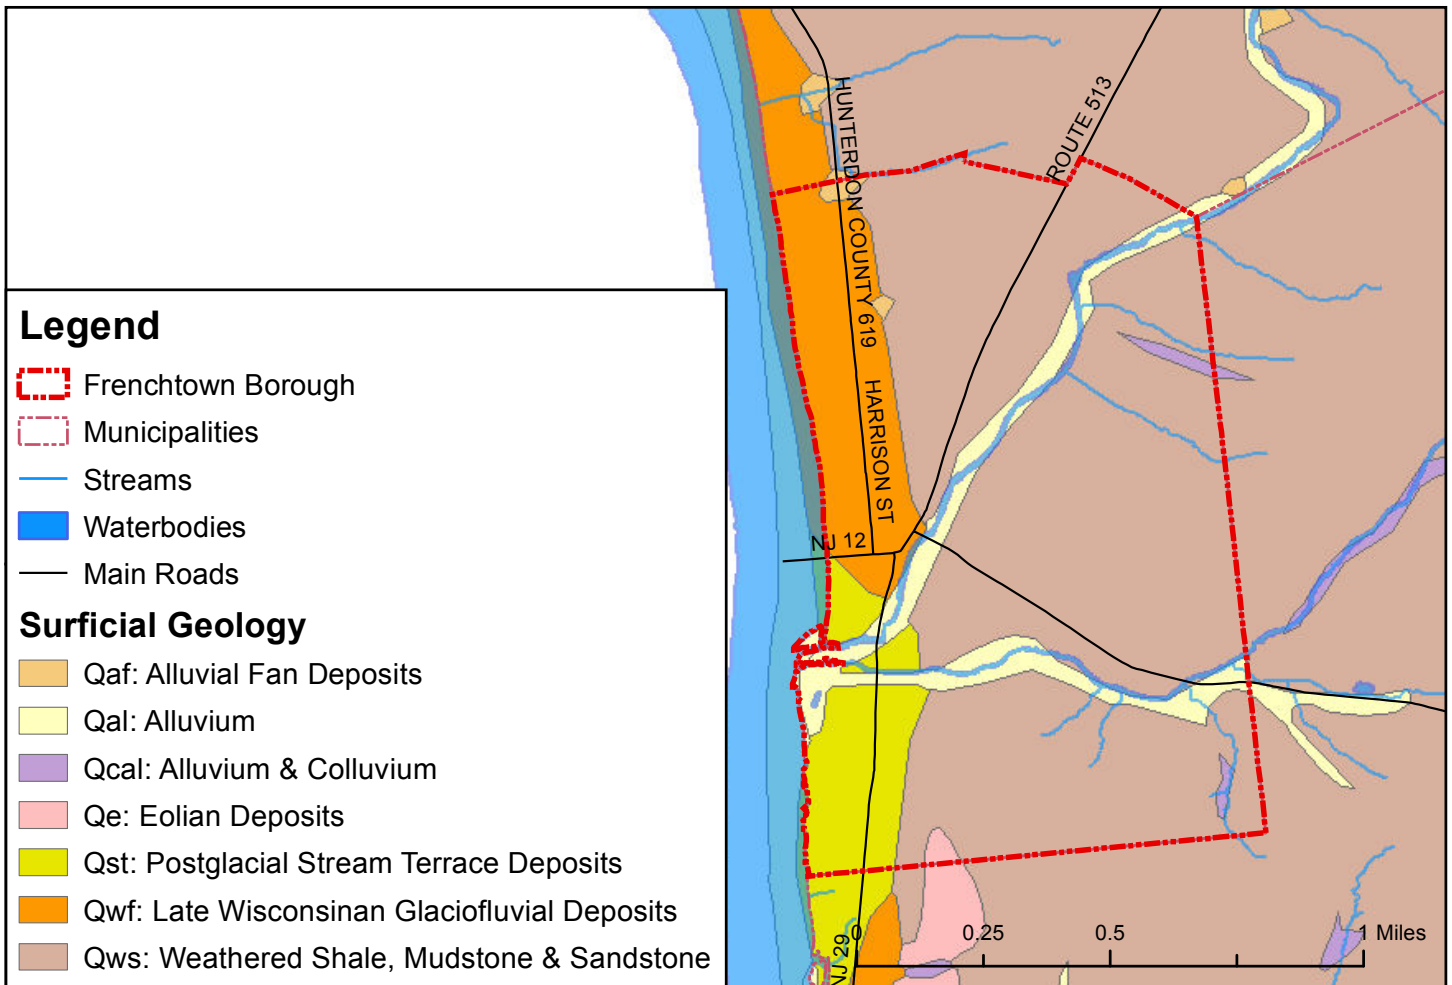 HUNTERDON COUNTY 619
HARRISON ST
ROUTE 513
NJ 12
NJ 29
Legend
Frenchtown Borough
Municipalities
Streams
Waterbodies
Main Roads
Surficial Geology
Qaf: Alluvial Fan Deposits
Qal: Alluvium
Qcal: Alluvium & Colluvium
Qe: Eolian Deposits
Qst: Postglacial Stream Terrace Deposits
Qwf: Late Wisconsinan Glaciofluvial Deposits
Qws: Weathered Shale, Mudstone & Sandstone
0 0.25 0.5 1 Miles